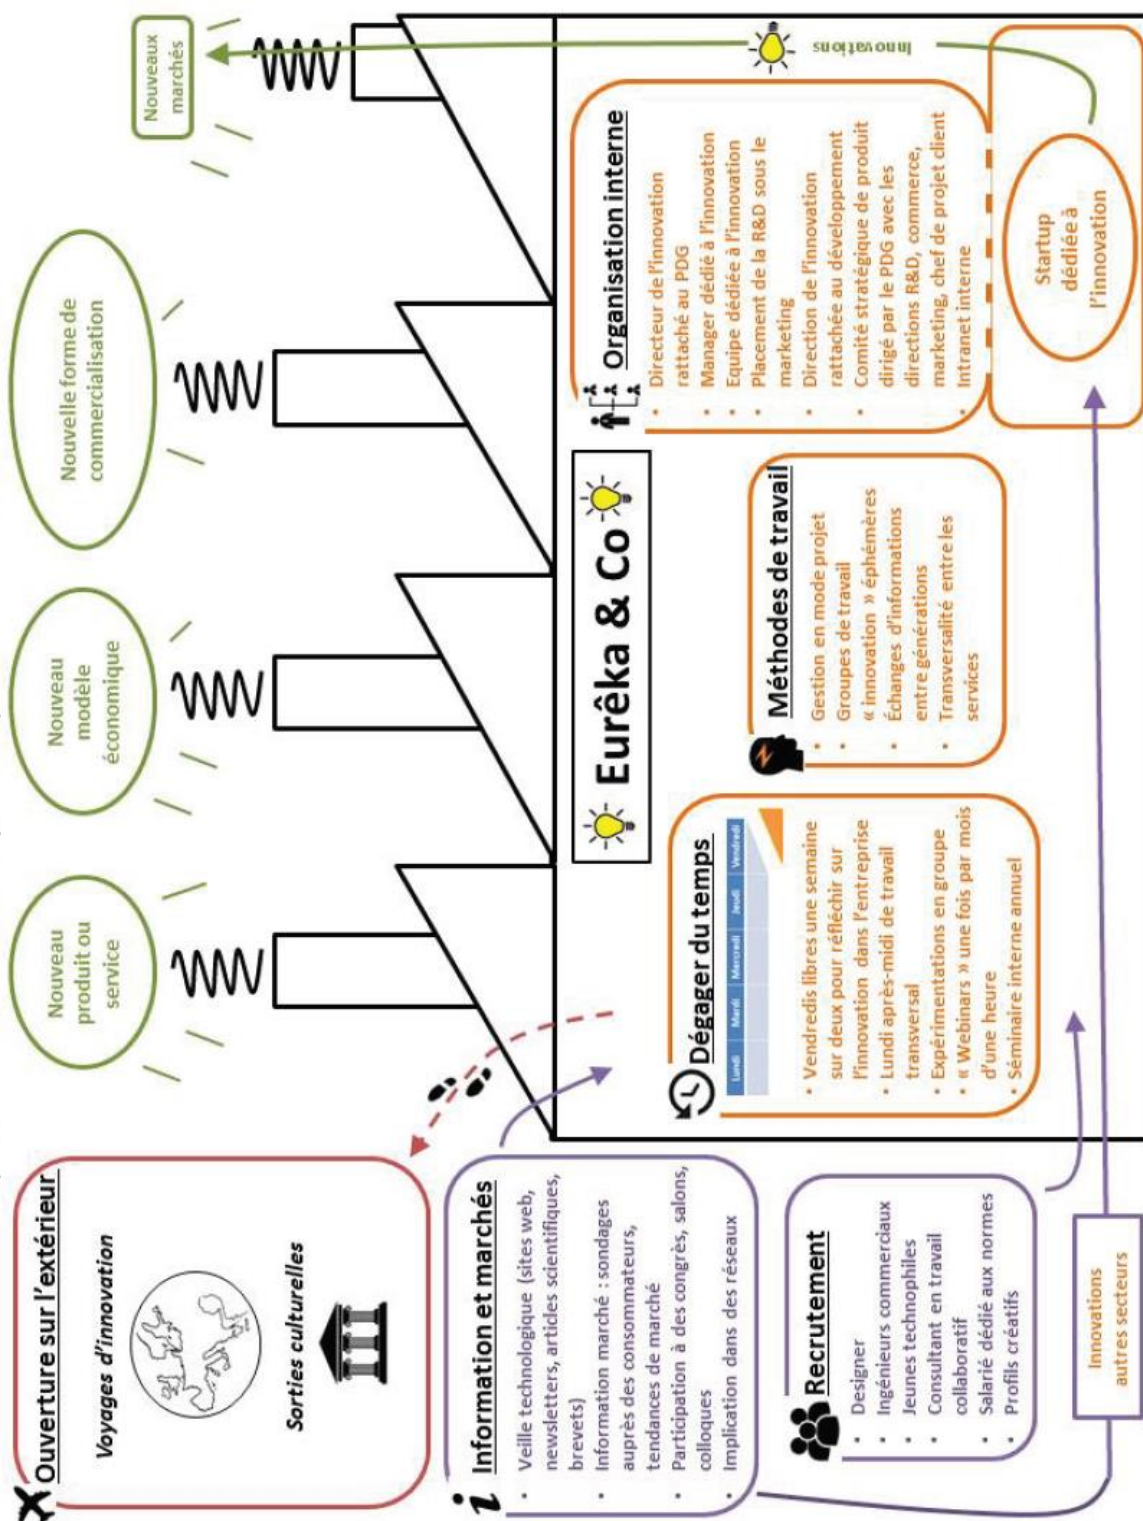 Ouverture sur l'extérieur
Voyages d'innovation
Sorties culturelles
Information et marchés
• Veille technologique (sites web,
newsletters, articles scientifiques,
brevets)
• Information marché : sondages
auprès des consommateurs,
tendances de marché
• Participation à des congrès, salons,
colloques
• Implication dans des réseaux
Recrutement
• Designer
• Ingénieurs commerciaux
• Jeunes technophiles
• Consultant en travail
collaboratif
• Salarié dédié aux normes
• Profils créatifs
Innovations
autres secteurs
Nouveau
produit ou
service
Nouveau
modèle
économique
Nouvelle forme de
commercialisation
Nouveaux
marchés
Eurêka & Co
Dégager du temps
Lundi Mardi Mercredi Jeudi Vendredi
• Vendredis libres une semaine
sur deux pour réfléchir sur
l'innovation dans l'entreprise
• Lundi après-midi de travail
transversal
• Expérimentations en groupe
• « Webinars » une fois par mois
d'une heure
• Séminaire interne annuel
Méthodes de travail
• Gestion en mode projet
• Groupes de travail
« innovation » éphémères
• Échanges d'informations
entre générations
• Transversalité entre les
services
Organisation interne
• Directeur de l'innovation
rattaché au PDG
• Manager dédié à l'innovation
• Equipe dédiée à l'innovation
• Placement de la R&D sous le
marketing
• Direction de l'innovation
rattachée au développement
• Comité stratégique de produit
dirigé par le PDG avec les
directions R&D, commerce,
marketing, chef de projet client
• Intranet interne
Startup
dédiée à
l'innovation
Innovations